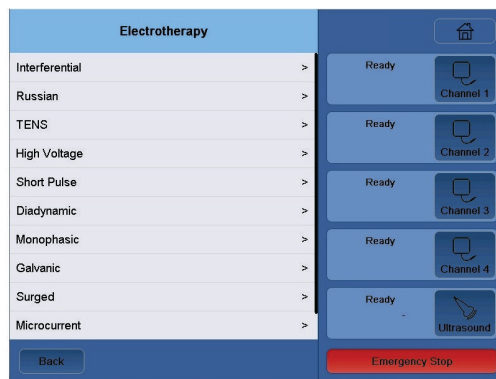 Electrotherapy
Interferential >
Russian >
TENS >
High Voltage >
Short Pulse >
Diadynamic >
Monophasic >
Galvanic >
Surged >
Microcurrent >
Back
Ready
Channel 1
Ready
Channel 2
Ready
Channel 3
Ready
Channel 4
Ready
Ultrasound
Emergency Stop